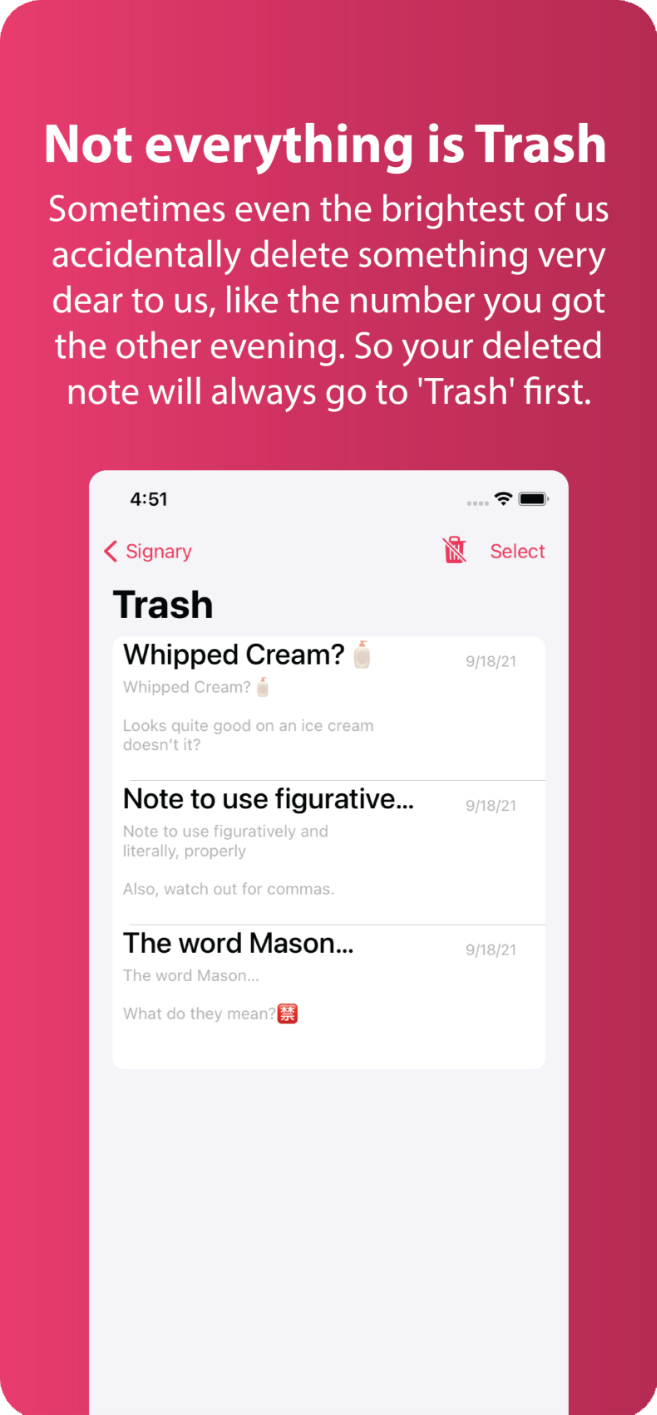 Not everything is Trash
Sometimes even the brightest of us
accidentally delete something very
dear to us, like the number you got
the other evening. So your deleted
note will always go to 'Trash' first.
4:51
Signary Select
Trash
Whipped Cream?🧴 9/18/21
Whipped Cream?🧴
Looks quite good on an ice cream
doesn't it?
Note to use figurative... 9/18/21
Note to use figuratively and
literally, properly
Also, watch out for commas.
The word Mason... 9/18/21
The word Mason...
What do they mean?🈲